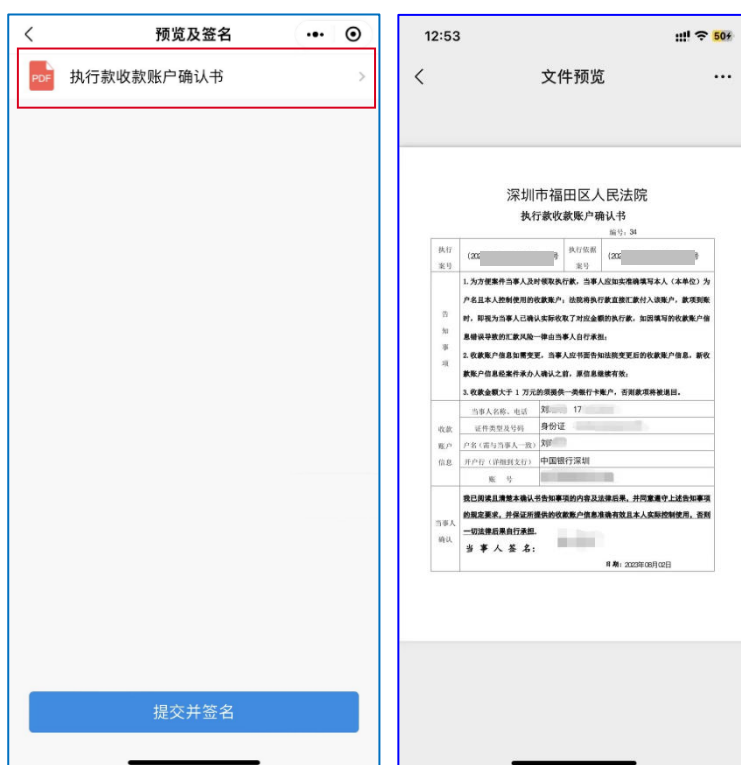 预览及签名
PDF
执行款收款账户确认书
提交并签名
12:53
50
文件预览
深圳市福田区人民法院
执行款收款账户确认书
编号：34
执行案号
(202
执行依据案号
(202
告知事项
1.为方便案件当事人及时领取执行款，当事人应如实准确填写本人（本单位）为
户名且本人控制使用的收款账户；法院将执行款直接汇款付入该账户，款项到账
时，即视为当事人已确认实际收取了对应金额的执行款，如因填写的收款账户信
息错误导致的汇款风险一律由当事人自行承担；
2.收款账户信息如需变更，当事人应书面告知法院变更后的收款账户信息，新收
款账户信息经案件承办人确认之前，原信息继续有效；
3.收款金额大于 1 万元的须提供一类银行卡账户，否则款项将被退回。
收款账户信息
当事人名称、电话
刘 17
证件类型及号码
身份证
户名（需与当事人一致）
刘
开户行（详细到支行）
中国银行深圳
账 号
当事人确认
我已阅读且清楚本确认书告知事项的内容及法律后果，并同意遵守上述告知事项
的规定要求，并保证所提供的收款账户信息准确有效且本人实际控制使用，否则
一切法律后果自行承担。
当事人签名：
日期：2023年08月02日